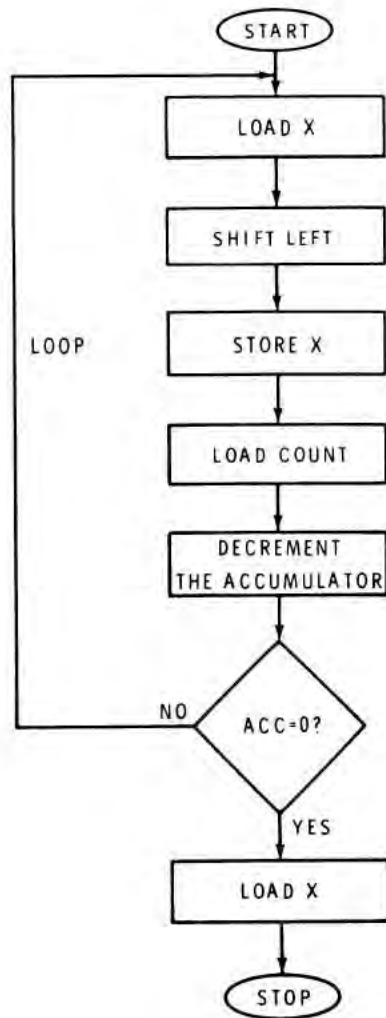 START
LOAD X
SHIFT LEFT
STORE X
LOOP
LOAD COUNT
DECREMENT
THE ACCUMULATOR
NO
ACC=0?
YES
LOAD X
STOP